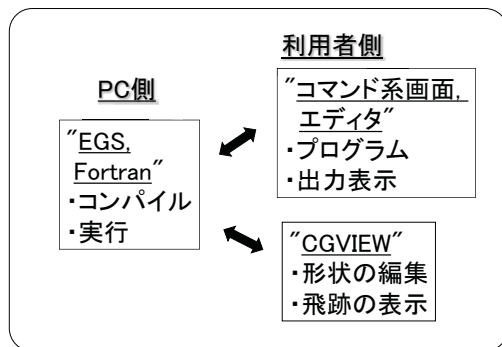 PC側
"EGS,
Fortran"
・コンパイル
・実行
利用者側
"コマンド系画面,
エディタ"
・プログラム
・出力表示
"CGVIEW"
・形状の編集
・飛跡の表示